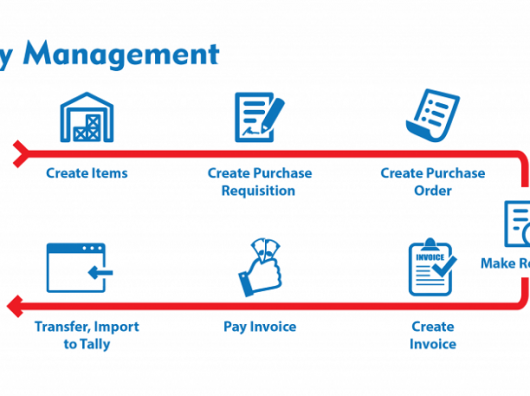 y Management
Create Items
Create Purchase
Requisition
Create Purchase
Order
Make Re
INVOICE
Transfer, Import
to Tally
Pay Invoice
Create
Invoice